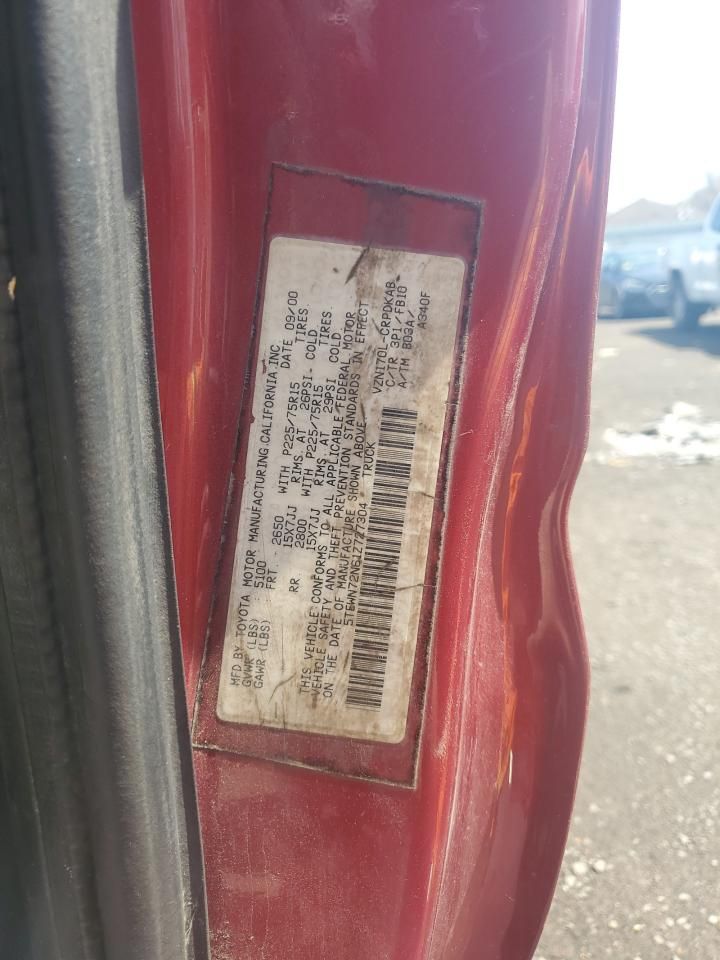 MFD BY TOYOTA MOTOR MANUFACTURING CALIFORNIA INC
GVWR (LBS) 5100 DATE 09/00
GAWR (LBS) FRT. 2650 WITH P225/75R15 TIRES
15X7JJ RIMS. AT 26PSI COLD.
RR 2800 WITH P225/75R15 TIRES
15X7JJ RIMS. AT 29PSI COLD.
THIS VEHICLE CONFORMS TO ALL APPLICABLE FEDERAL MOTOR
VEHICLE SAFETY AND THEFT PREVENTION STANDARDS IN EFFECT
ON THE DATE OF MANUFACTURE SHOWN ABOVE.
5TEWN72N61Z727304 TRUCK
VZN170L-CRPDKAB
C/TR 3P1/FB10
A/TM B03A/ A340F